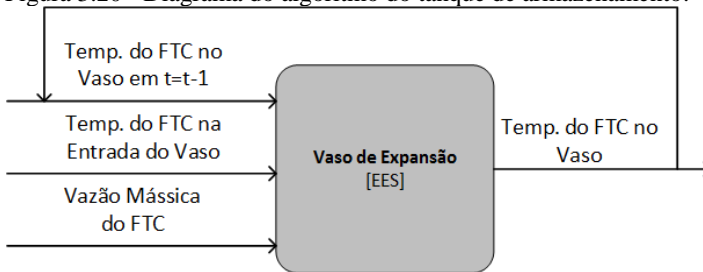 Figura 3.20 - Diagrama do algoritmo do tanque de armazenamento.
Temp. do FTC no
Vaso em t=t-1
Temp. do FTC na
Entrada do Vaso
Vazão Mássica
do FTC
Vaso de Expansão
[EES]
Temp. do FTC no
Vaso